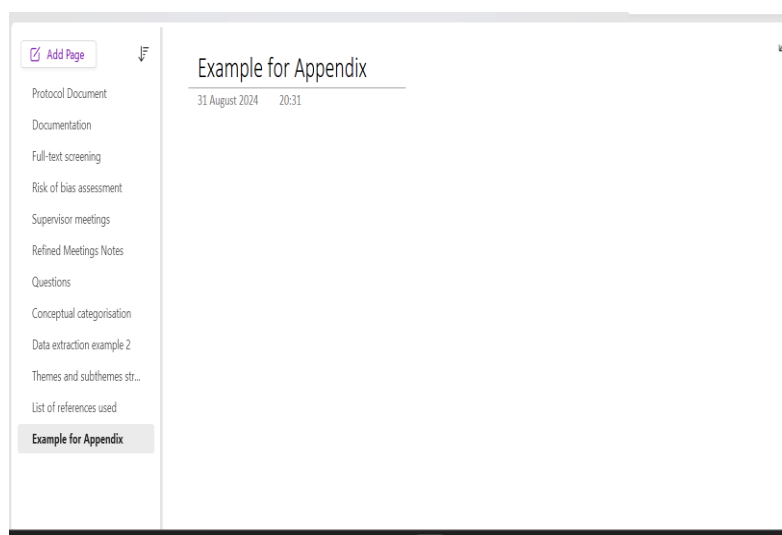 Add Page
Protocol Document
Documentation
Full-text screening
Risk of bias assessment
Supervisor meetings
Refined Meetings Notes
Questions
Conceptual categorisation
Data extraction example 2
Themes and subthemes str...
List of references used
Example for Appendix
Example for Appendix
31 August 2024 20:31